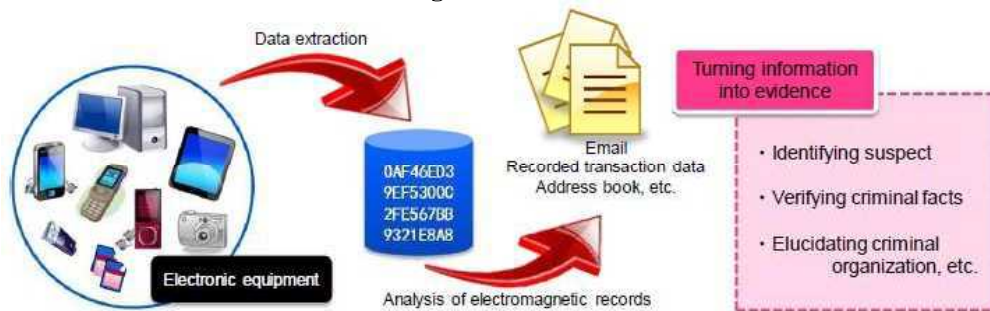 Data extraction
Electronic equipment
0AF46ED3
9EF5300C
2FE567BB
9321E8A8
Analysis of electromagnetic records
Email
Recorded transaction data
Address book, etc.
Turning information
into evidence
・Identifying suspect
・Verifying criminal facts
・Elucidating criminal
organization, etc.